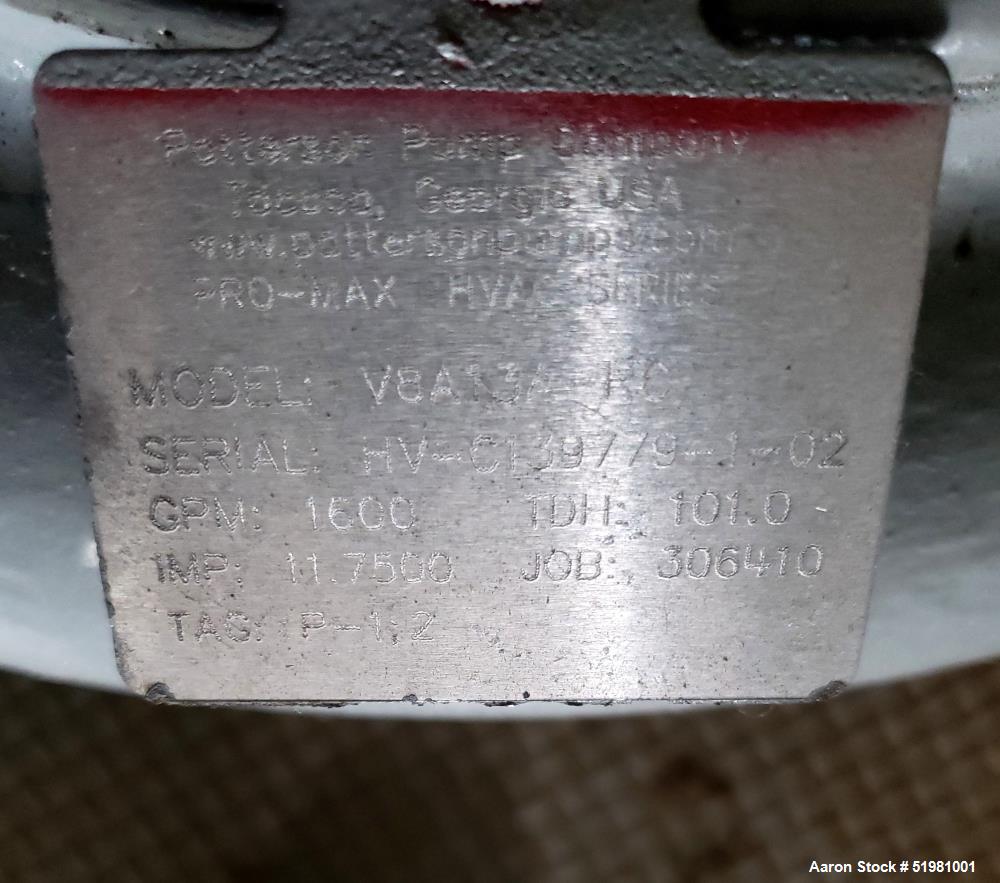 Patterson Pump Company
Toccoa, Georgia USA
www.pattersonpumps.com
PRO-MAX HVAC SERIES
MODEL: V8A13A-HC
SERIAL: HV-C139779-1-02
GPM: 1600 TDH: 101.0
IMP: 11.7500 JOB: 306410
TAG: P-1;2
Aaron Stock # 51981001